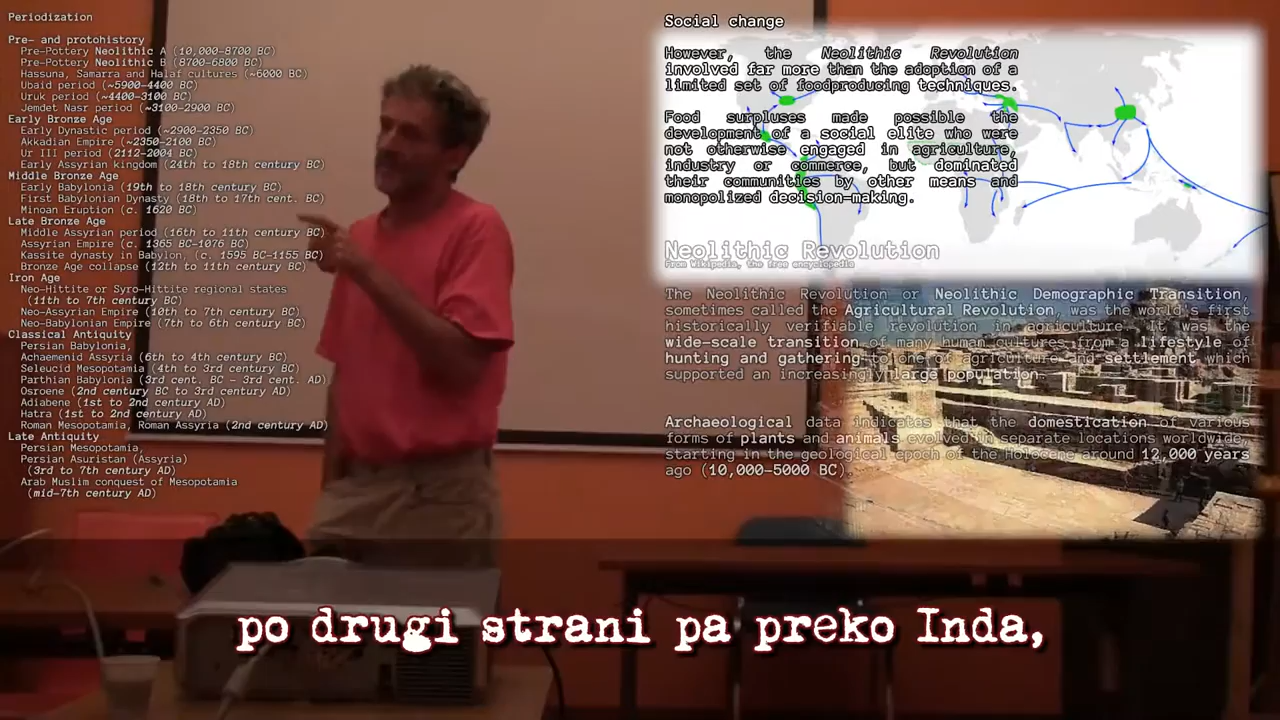 Periodization
Pre- and protohistory
Pre-Pottery Neolithic A (10,000–8700 BC)
Pre-Pottery Neolithic B (8700–6800 BC)
Hassuna, Samarra and Halaf cultures (~6000 BC)
Ubaid period (~5900–4400 BC)
Uruk period (~4400–3100 BC)
Jemdet Nasr period (~3100–2900 BC)
Early Bronze Age
Early Dynastic period (~2900–2350 BC)
Akkadian Empire (~2350–2100 BC)
Ur III period (2112–2004 BC)
Early Assyrian kingdom (24th to 18th century BC)
Middle Bronze Age
Early Babylonia (19th to 18th century BC)
First Babylonian Dynasty (18th to 17th cent. BC)
Minoan Eruption (c. 1620 BC)
Late Bronze Age
Middle Assyrian period (16th to 11th century BC)
Assyrian Empire (c. 1365 BC–1076 BC)
Kassite dynasty in Babylon, (c. 1595 BC–1155 BC)
Bronze Age collapse (12th to 11th century BC)
Iron Age
Neo-Hittite or Syro-Hittite regional states
(11th to 7th century BC)
Neo-Assyrian Empire (10th to 7th century BC)
Neo-Babylonian Empire (7th to 6th century BC)
Classical Antiquity
Persian Babylonia,
Achaemenid Assyria (6th to 4th century BC)
Seleucid Mesopotamia (4th to 3rd century BC)
Parthian Babylonia (3rd cent. BC – 3rd cent. AD)
Osroene (2nd century BC to 3rd century AD)
Adiabene (1st to 2nd century AD)
Hatra (1st to 2nd century AD)
Roman Mesopotamia, Roman Assyria (2nd century AD)
Late Antiquity
Persian Mesopotamia,
Persian Asuristan (Assyria)
(3rd to 7th century AD)
Arab Muslim conquest of Mesopotamia
(mid-7th century AD)
Social change
However, the Neolithic Revolution
involved far more than the adoption of a
limited set of foodproducing techniques.
Food surpluses made possible the
development of a social elite who were
not otherwise engaged in agriculture,
industry or commerce, but dominated
their communities by other means and
monopolized decision-making.
Neolithic Revolution
From Wikipedia, the free encyclopedia
The Neolithic Revolution or Neolithic Demographic Transition,
sometimes called the Agricultural Revolution, was the world's first
historically verifiable revolution in agriculture. It was the
wide-scale transition of many human cultures from a lifestyle of
hunting and gathering to one of agriculture and settlement which
supported an increasingly large population.
Archaeological data indicates that the domestication of various
forms of plants and animals evolved in separate locations worldwide,
starting in the geological epoch of the Holocene around 12,000 years
ago (10,000–5000 BC).
po drugi strani pa preko Inda,